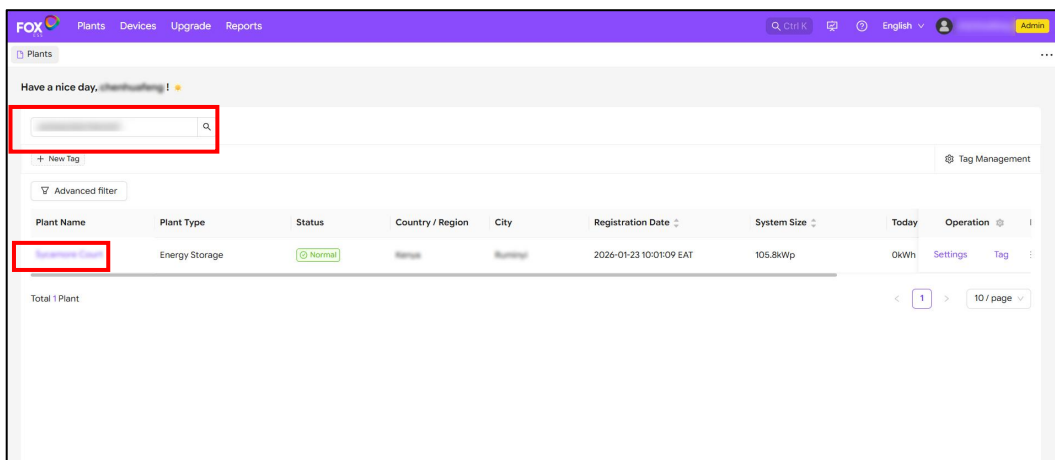 FOX ESS Plants Devices Upgrade Reports Ctrl K English Admin
Plants
Have a nice day, !
+ New Tag Tag Management
Advanced filter
Plant Name Plant Type Status Country / Region City Registration Date System Size Today Operation
Energy Storage Normal 2026-01-23 10:01:09 EAT 105.8kWp 0kWh Settings Tag
Total 1 Plant < 1 > 10 / page